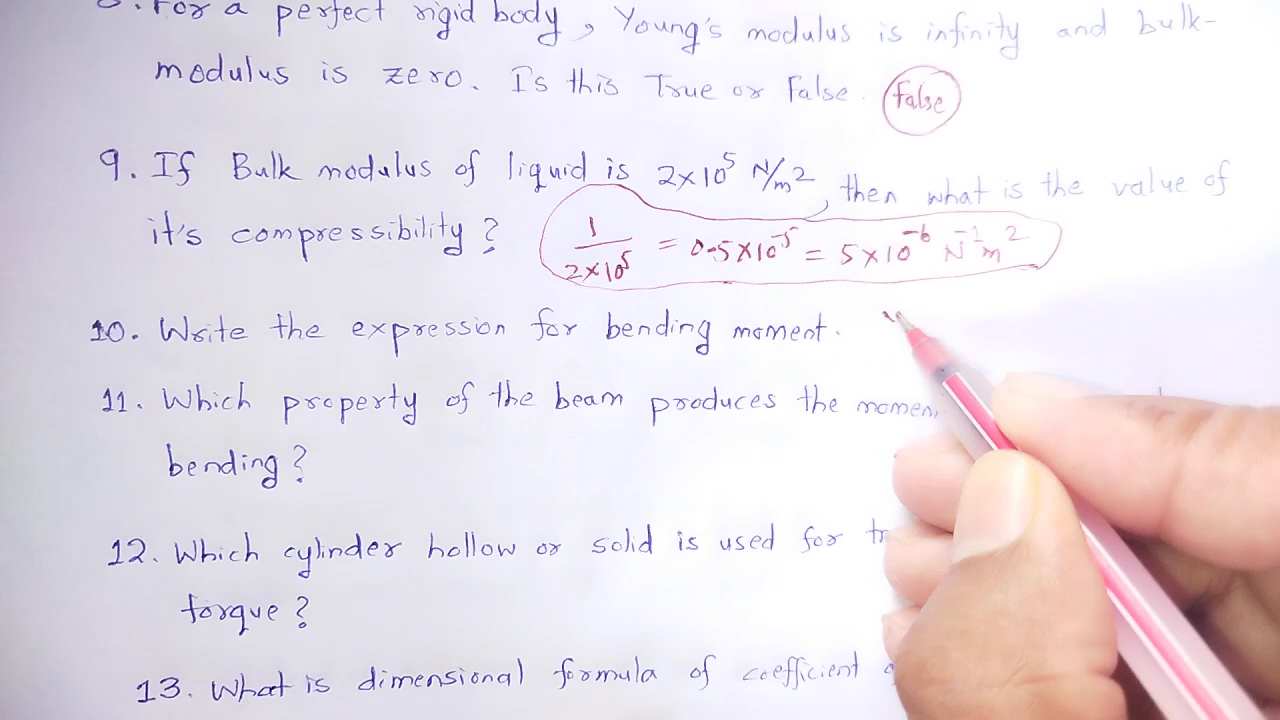 For a perfect rigid body, Young's modulus is infinity and bulk-
modulus is zero. Is this True or False. False
9. If Bulk modulus of liquid is 2×10⁵ N/m², then what is the value of
it's compressibility? 1/2×10⁵ = 0.5×10⁻⁵ = 5×10⁻⁶ N⁻¹m²
10. Write the expression for bending moment.
11. Which property of the beam produces the
bending?
12. Which cylinder hollow or solid is used for
torque?
13. What is dimensional formula of coefficient